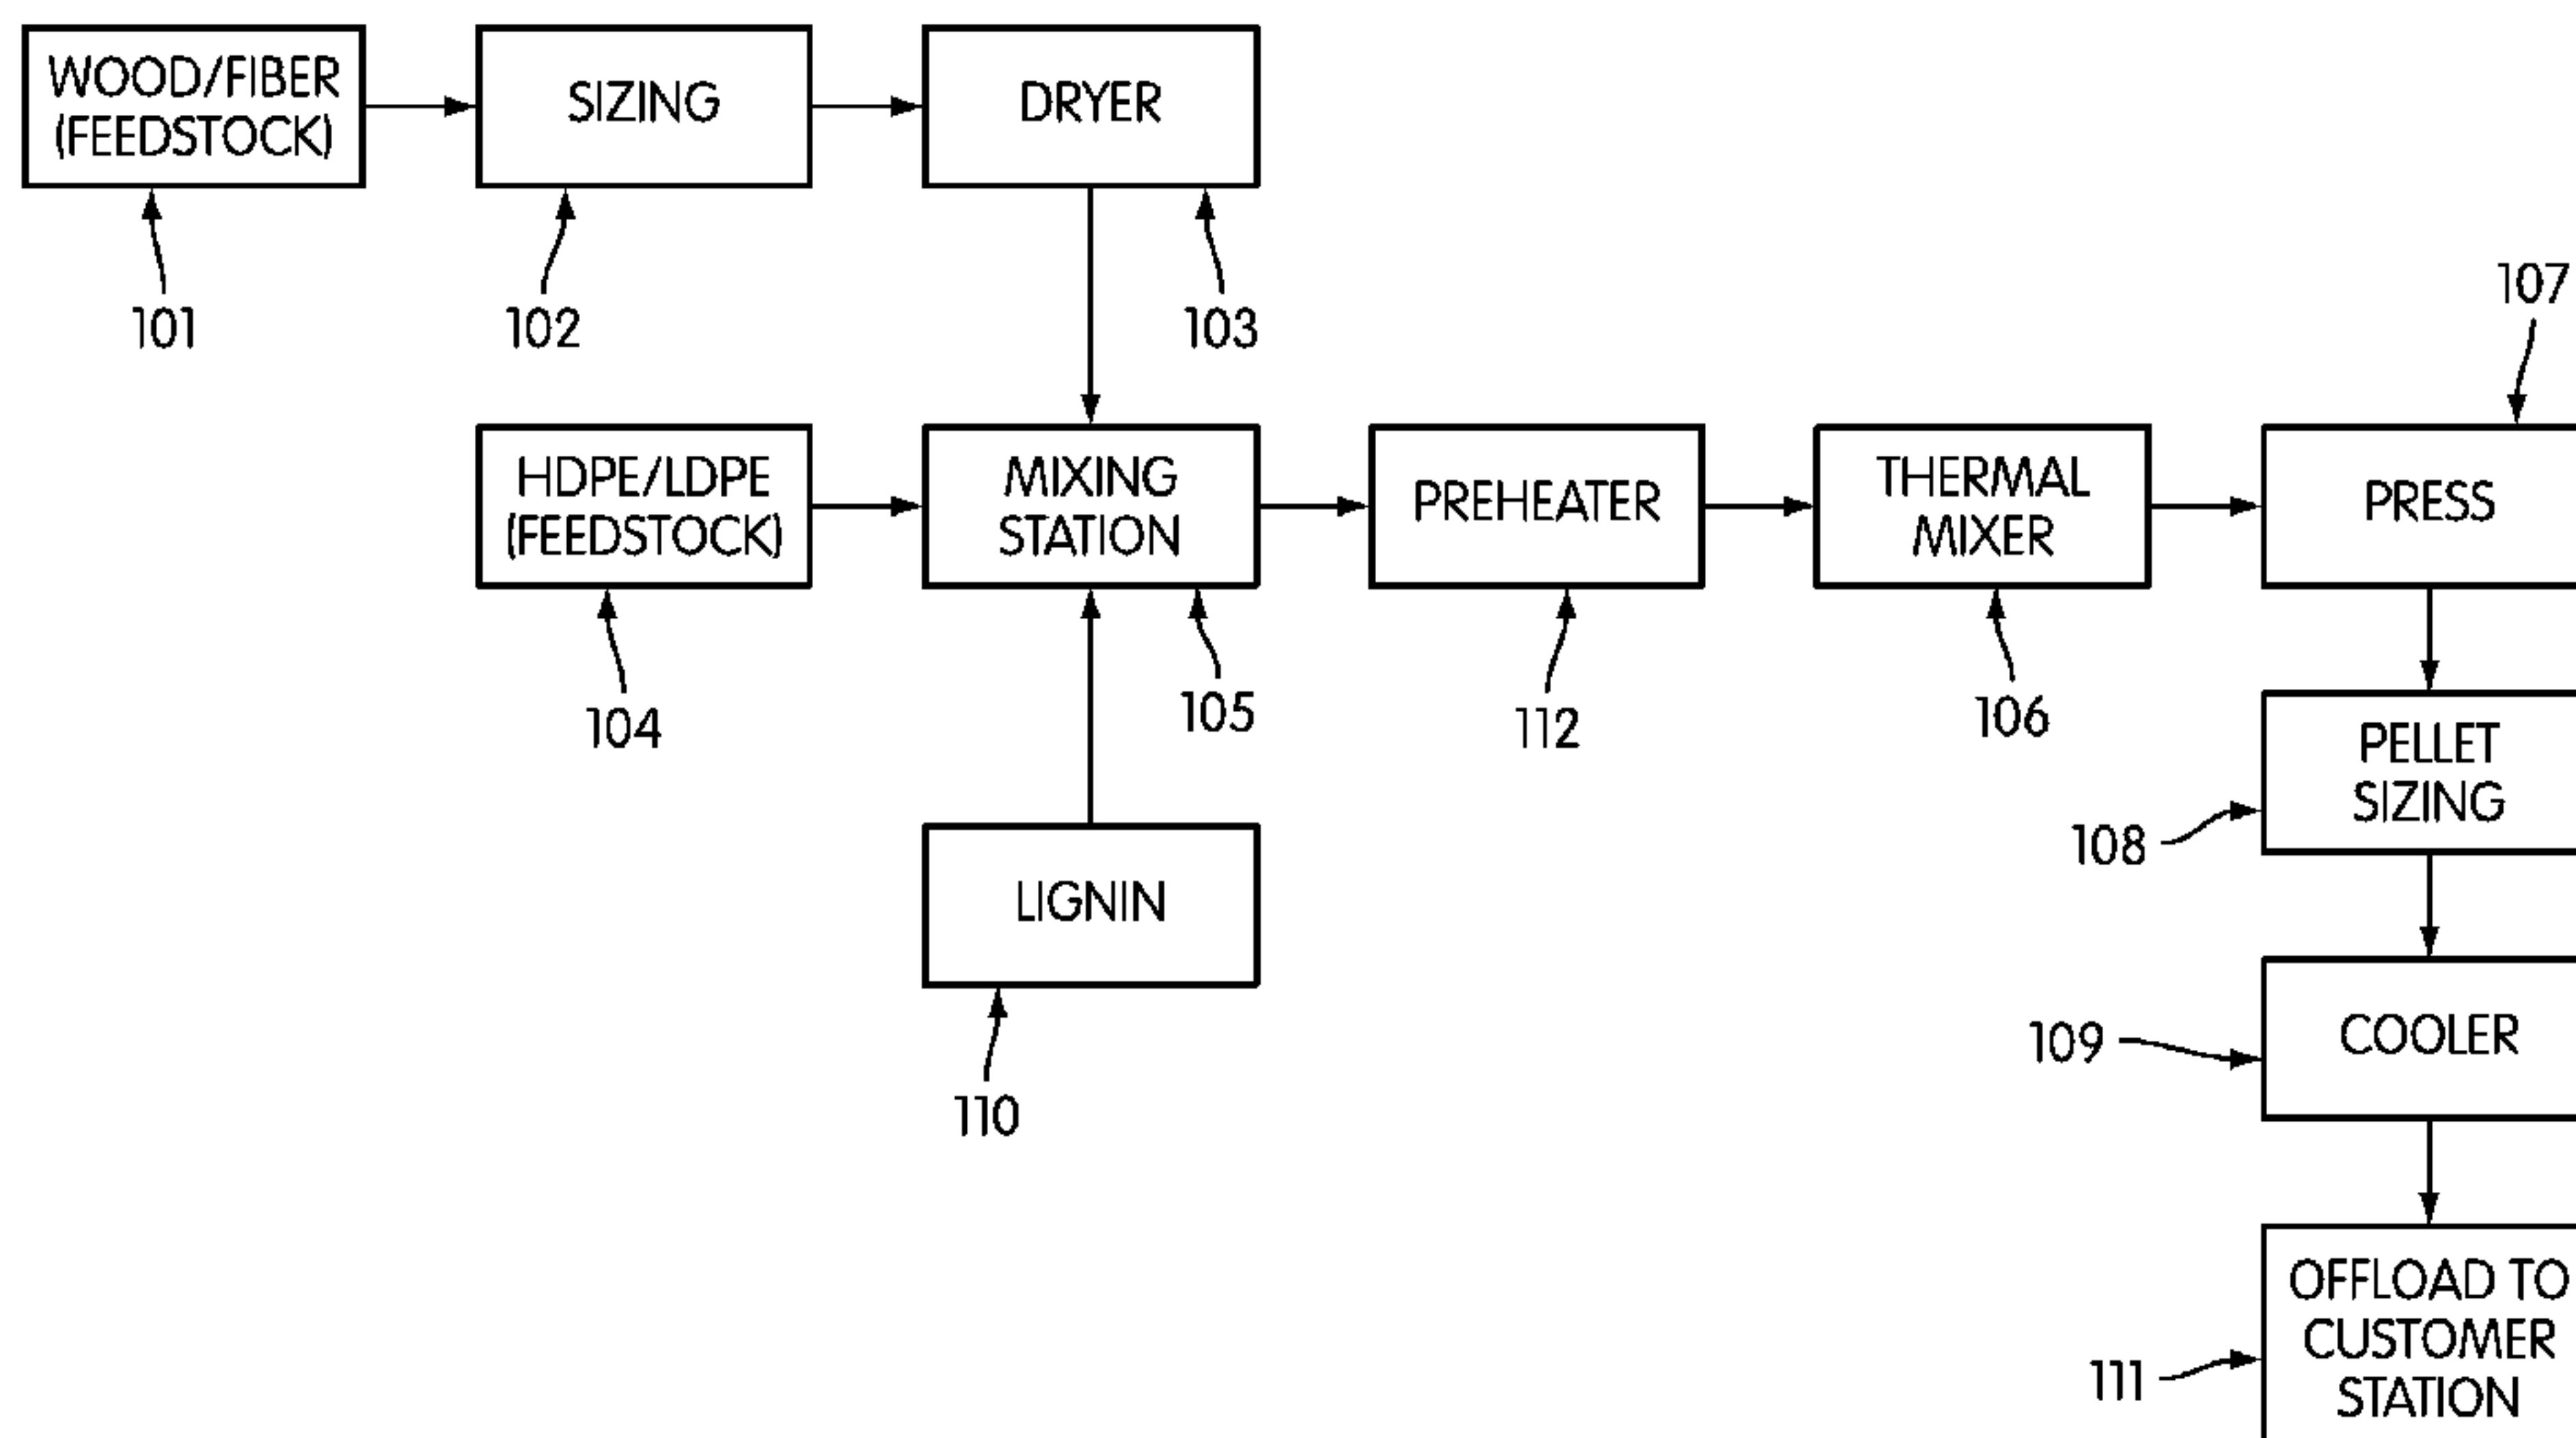 WOOD/FIBER
(FEEDSTOCK)
SIZING
DRYER
101
102
103
107
HDPE/LDPE
(FEEDSTOCK)
MIXING
STATION
PREHEATER
THERMAL
MIXER
PRESS
104
105
112
106
PELLET
SIZING
108
LIGNIN
110
COOLER
109
OFFLOAD TO
CUSTOMER
STATION
111